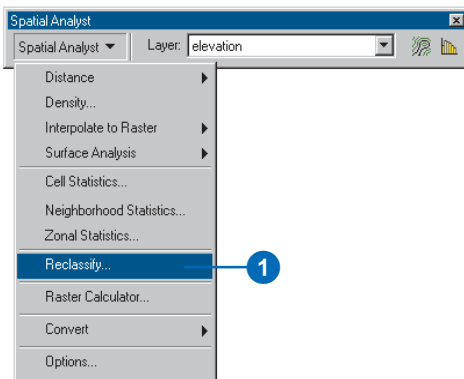 Spatial Analyst
Spatial Analyst Layer: elevation
Distance
Density...
Interpolate to Raster
Surface Analysis
Cell Statistics...
Neighborhood Statistics...
Zonal Statistics...
Reclassify... 1
Raster Calculator...
Convert
Options...